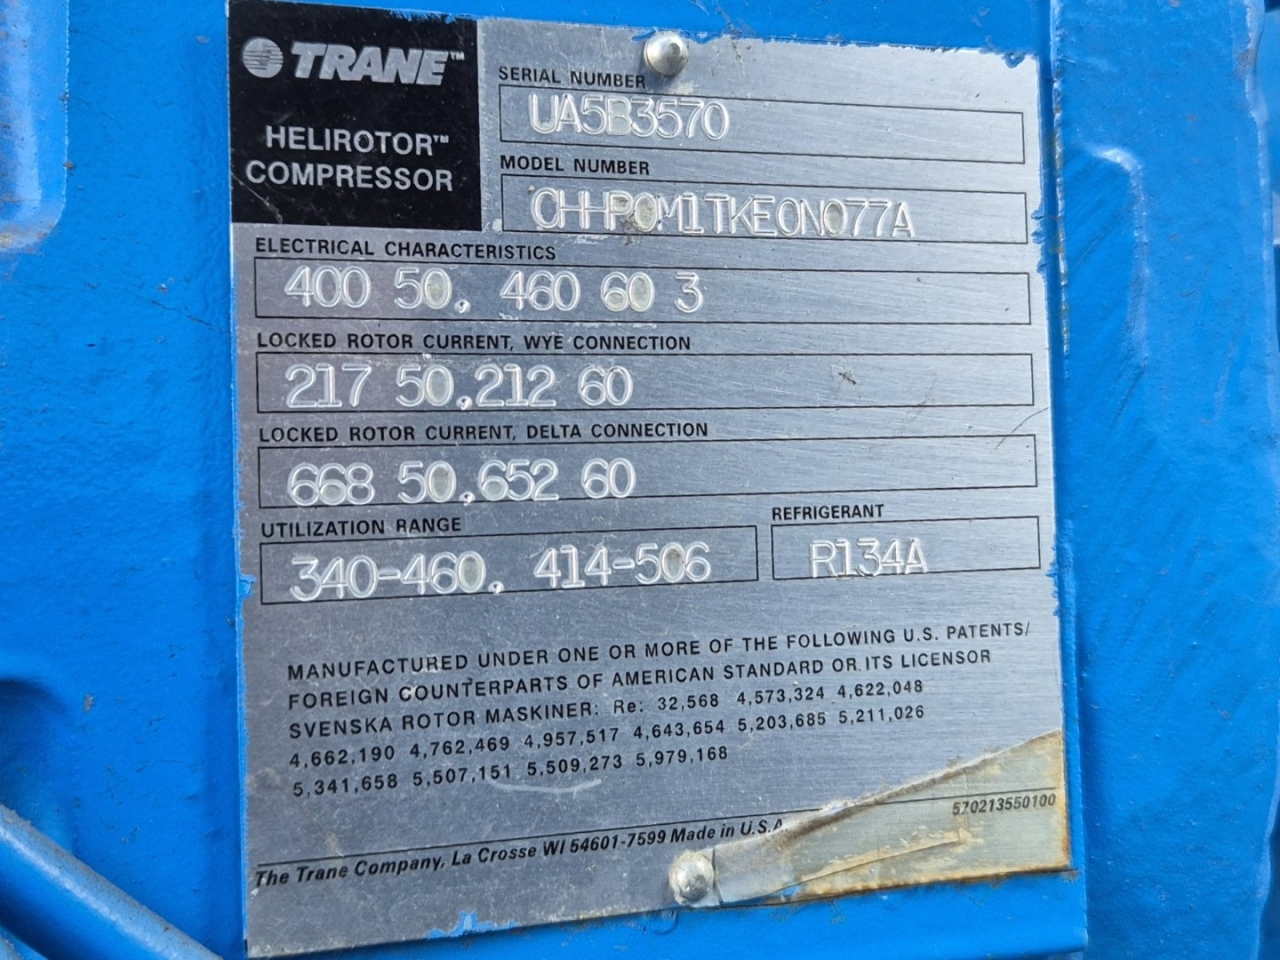 TRANE™
HELIROTOR™
COMPRESSOR
SERIAL NUMBER
UA5B3570
MODEL NUMBER
CHHP0M1TKE0N077A
ELECTRICAL CHARACTERISTICS
400 50, 460 60 3
LOCKED ROTOR CURRENT, WYE CONNECTION
217 50,212 60
LOCKED ROTOR CURRENT, DELTA CONNECTION
668 50,652 60
UTILIZATION RANGE
340-460, 414-506
REFRIGERANT
R134A
MANUFACTURED UNDER ONE OR MORE OF THE FOLLOWING U.S. PATENTS/
FOREIGN COUNTERPARTS OF AMERICAN STANDARD OR ITS LICENSOR
SVENSKA ROTOR MASKINER: Re: 32,568 4,573,324 4,622,048
4,662,190 4,762,469 4,957,517 4,643,654 5,203,685 5,211,026
5,341,658 5,507,151 5,509,273 5,979,168
570213550100
The Trane Company, La Crosse WI 54601-7599 Made in U.S.A.